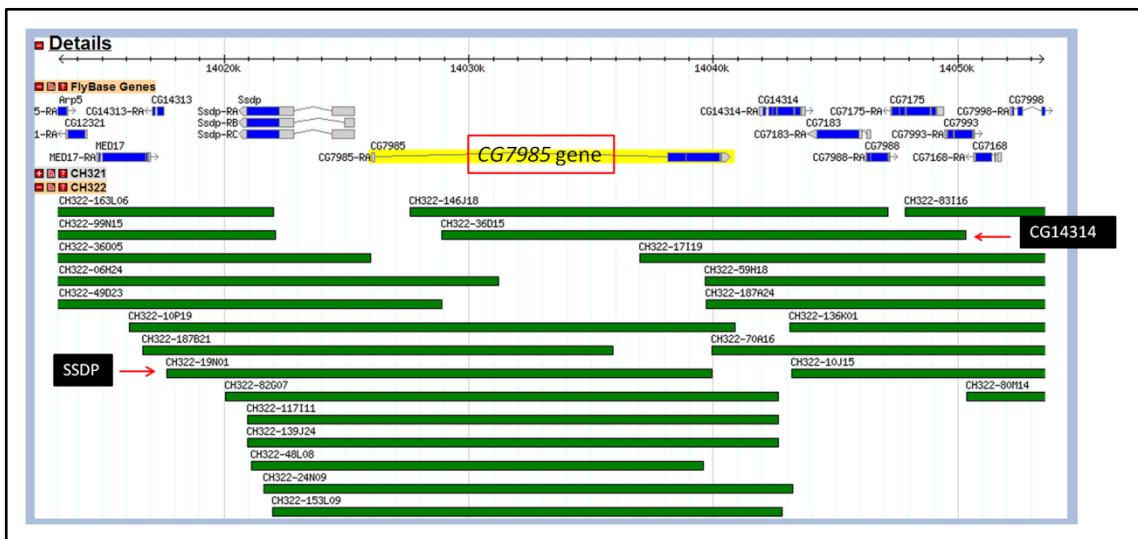 Details
14020k 14030k 14040k 14050k
FlyBase Genes
Arp5 CG14313 Ssdp CG14314 CG7175 CG7998
5-RA CG14313-RA Ssdp-RA CG14314-RA CG7175-RA CG7998-RA
CG12321 CG7183 CG7993
1-RA Ssdp-RB CG7183-RA CG7993-RA
Ssdp-RC
MED17 CG7985 CG7988 CG7168
MED17-RA CG7985-RA CG7985 gene CG7988-RA CG7168-RA
CH321
CH322
CH322-163L06 CH322-146J18 CH322-83I16
CH322-99N15 CH322-36D15
CG14314
CH322-36O05 CH322-17I19
CH322-06H24 CH322-59H18
CH322-49D23 CH322-187A24
CH322-10P19 CH322-136K01
CH322-187B21 CH322-70A16
SSDP
CH322-19N01 CH322-10J15
CH322-82G07 CH322-80M14
CH322-117I11
CH322-139J24
CH322-48L08
CH322-24N09
CH322-153L09